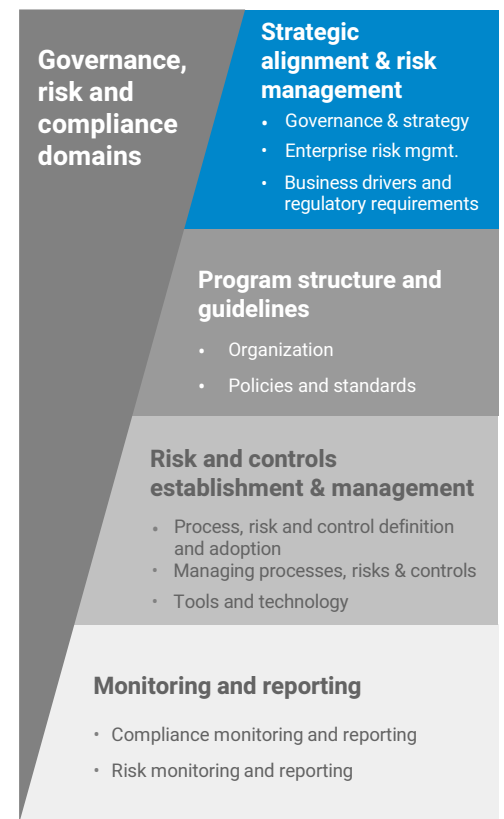 Governance,
risk and
compliance
domains
Strategic
alignment & risk
management
• Governance & strategy
• Enterprise risk mgmt.
• Business drivers and
regulatory requirements
Program structure and
guidelines
• Organization
• Policies and standards
Risk and controls
establishment & management
• Process, risk and control definition
and adoption
• Managing processes, risks & controls
• Tools and technology
Monitoring and reporting
• Compliance monitoring and reporting
• Risk monitoring and reporting